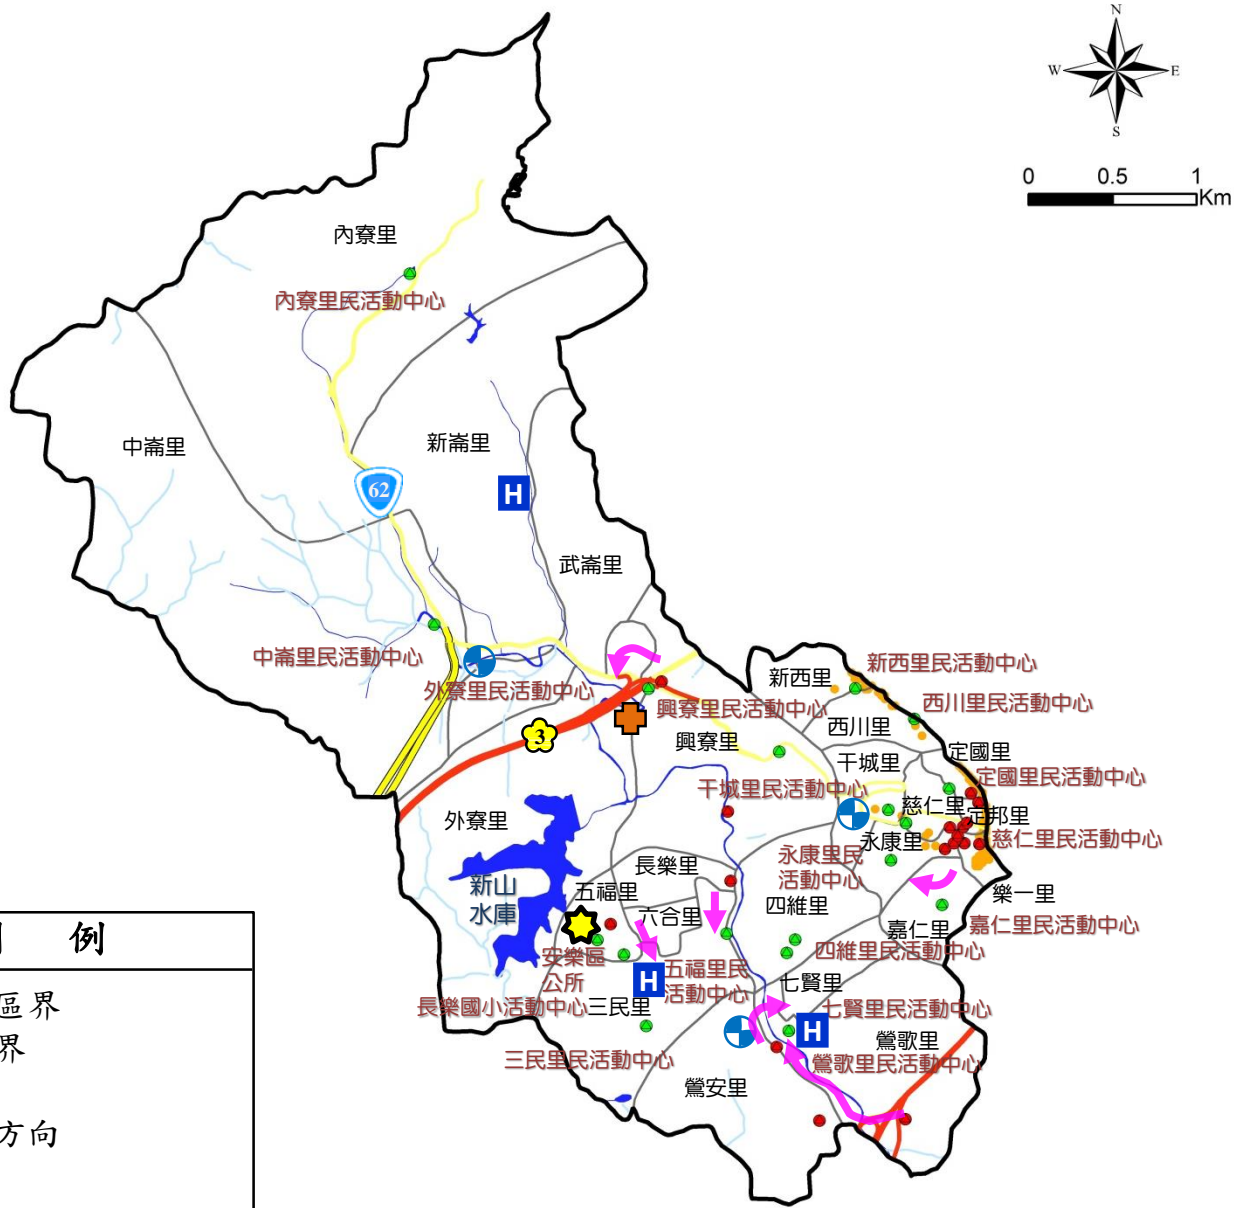 N
W
E
S
0 0.5 1
Km
內寮里
內寮里民活動中心
中崙里
新崙里
62
H
武崙里
中崙里民活動中心
外寮里民活動中心
興寮里民活動中心
3
興寮里
新西里
新西里民活動中心
西川里民活動中心
西川里
定國里
干城里
定國里民活動中心
干城里民活動中心
慈仁里
定邦里
外寮里
永康里
慈仁里民活動中心
永康里民
活動中心
長樂里
新山
水庫
五福里
六合里
四維里
樂一里
嘉仁里
嘉仁里民活動中心
四維里民活動中心
安樂區
公所
H
五福里民
活動中心
七賢里
長樂國小活動中心
三民里
七賢里民活動中心
H
鶯歌里
三民里民活動中心
鶯歌里民活動中心
鶯安里
例
區界
界
方向